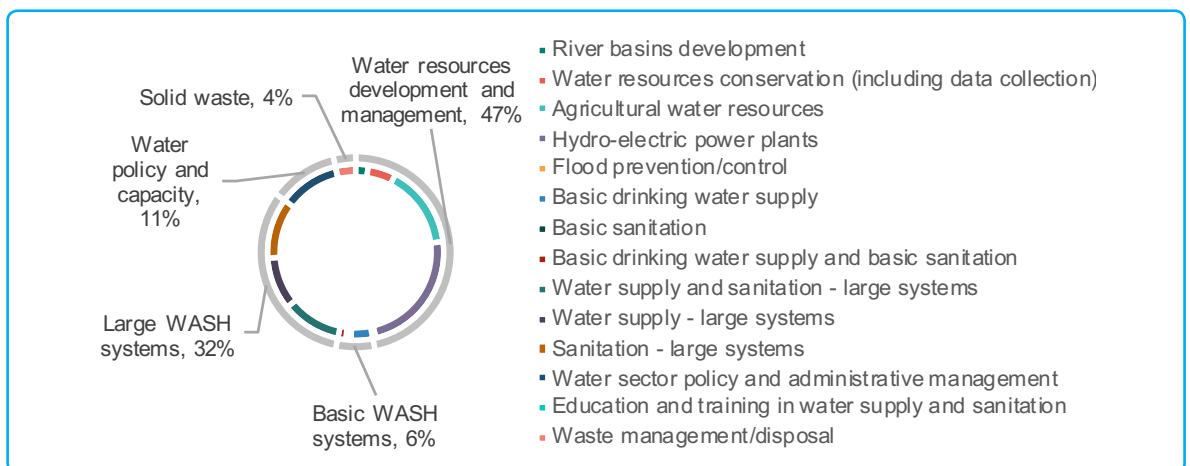 Water resources
development and
management, 47%
Solid waste, 4%
Water
policy and
capacity,
11%
Large WASH
systems, 32%
Basic WASH
systems, 6%
River basins development
Water resources conservation (including data collection)
Agricultural water resources
Hydro-electric power plants
Flood prevention/control
Basic drinking water supply
Basic sanitation
Basic drinking water supply and basic sanitation
Water supply and sanitation - large systems
Water supply - large systems
Sanitation - large systems
Water sector policy and administrative management
Education and training in water supply and sanitation
Waste management/disposal